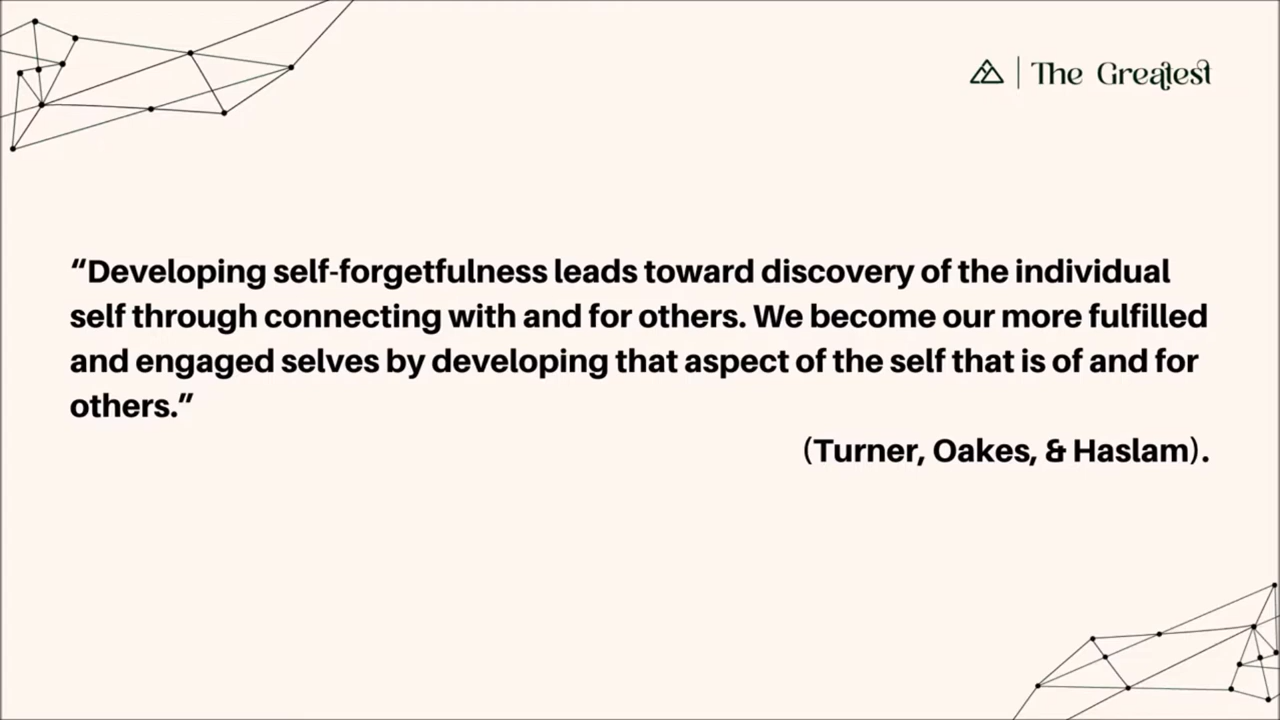 The Greatest
“Developing self-forgetfulness leads toward discovery of the individual
self through connecting with and for others. We become our more fulfilled
and engaged selves by developing that aspect of the self that is of and for
others.”
(Turner, Oakes, & Haslam).